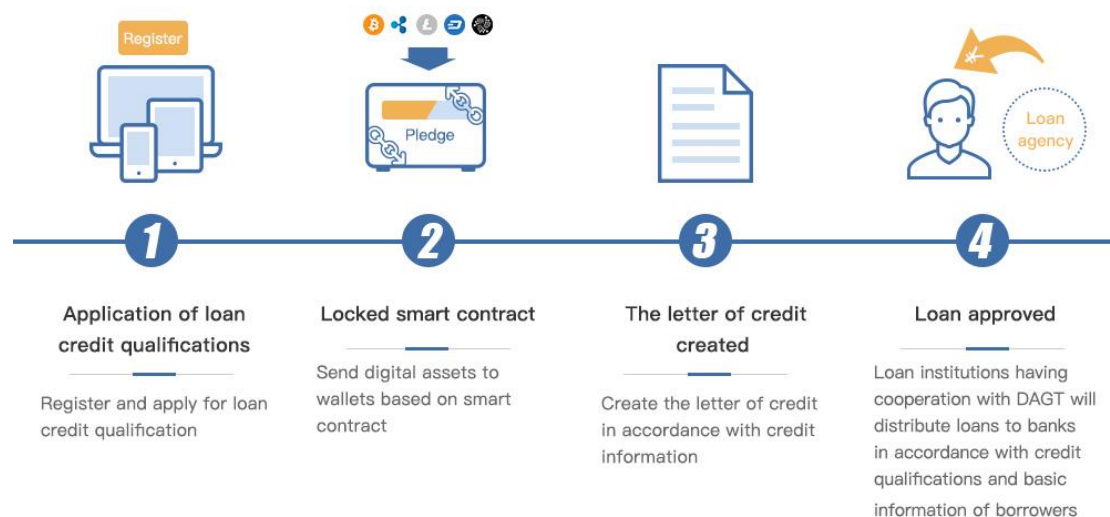 Register
Pledge
Loan
agency
1
2
3
4
Application of loan
credit qualifications
Register and apply for loan
credit qualification
Locked smart contract
Send digital assets to
wallets based on smart
contract
The letter of credit
created
Create the letter of credit
in accordance with credit
information
Loan approved
Loan institutions having
cooperation with DAGT will
distribute loans to banks
in accordance with credit
qualifications and basic
information of borrowers